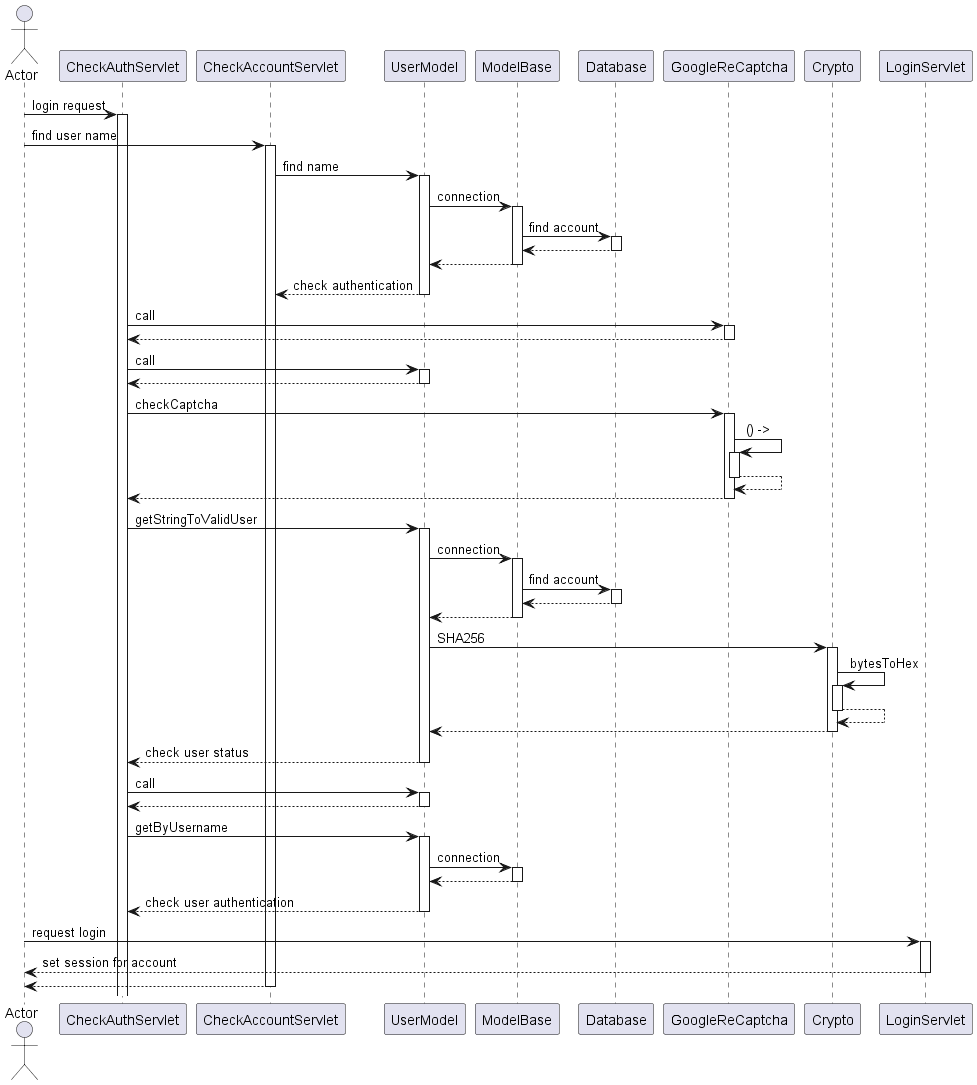 Actor
CheckAuthServlet
CheckAccountServlet
UserModel
ModelBase
Database
GoogleReCaptcha
Crypto
LoginServlet
login request
find user name
find name
connection
find account
check authentication
call
call
checkCaptcha
() ->
getStringToValidUser
connection
find account
SHA256
bytesToHex
check user status
call
getByUsername
connection
check user authentication
request login
set session for account
Actor
CheckAuthServlet
CheckAccountServlet
UserModel
ModelBase
Database
GoogleReCaptcha
Crypto
LoginServlet